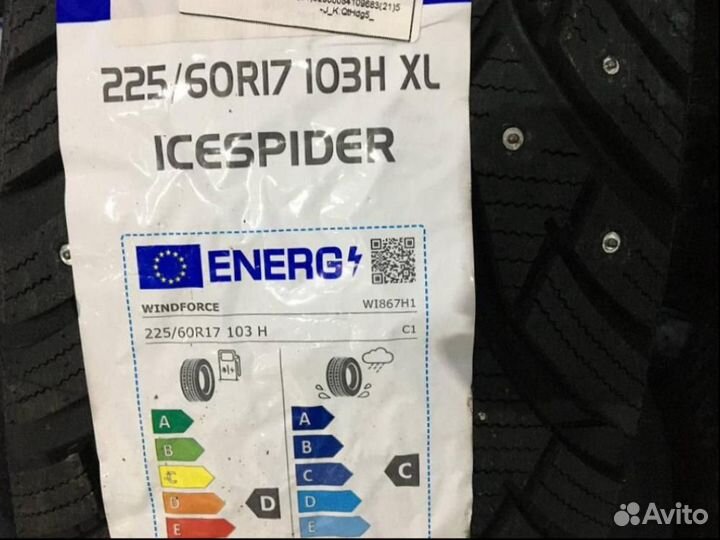 225/60R17 103H XL
ICESPIDER
ENERG
WINDFORCE WI867H1
225/60R17 103 H C1
A A
B B
C C C
D D D
E E
Avito